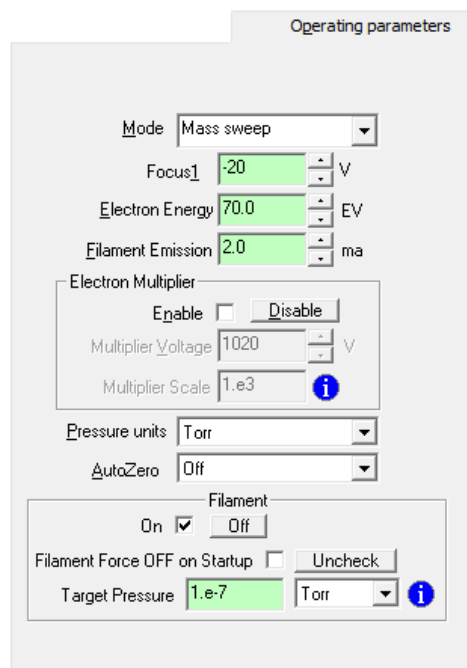 Operating parameters
Mode Mass sweep
Focus1 -20 V
Electron Energy 70.0 EV
Filament Emission 2.0 ma
Electron Multiplier
Enable Disable
Multiplier Voltage 1020 V
Multiplier Scale 1.e3 i
Pressure units Torr
AutoZero Off
Filament
On Off
Filament Force OFF on Startup Uncheck
Target Pressure 1.e-7 Torr i